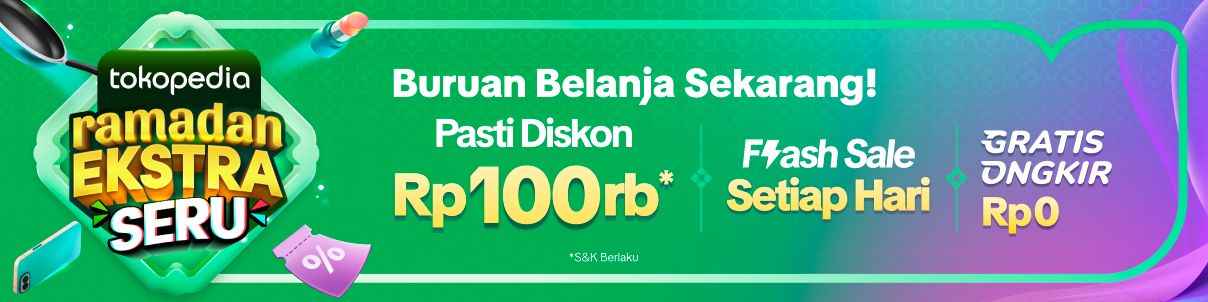 tokopedia
ramadan
EKSTRA
SERU
%
Buruan Belanja Sekarang!
Pasti Diskon
Rp100rb*
Flash Sale
Setiap Hari
GRATIS
ONGKIR
Rp0
*S&K Berlaku